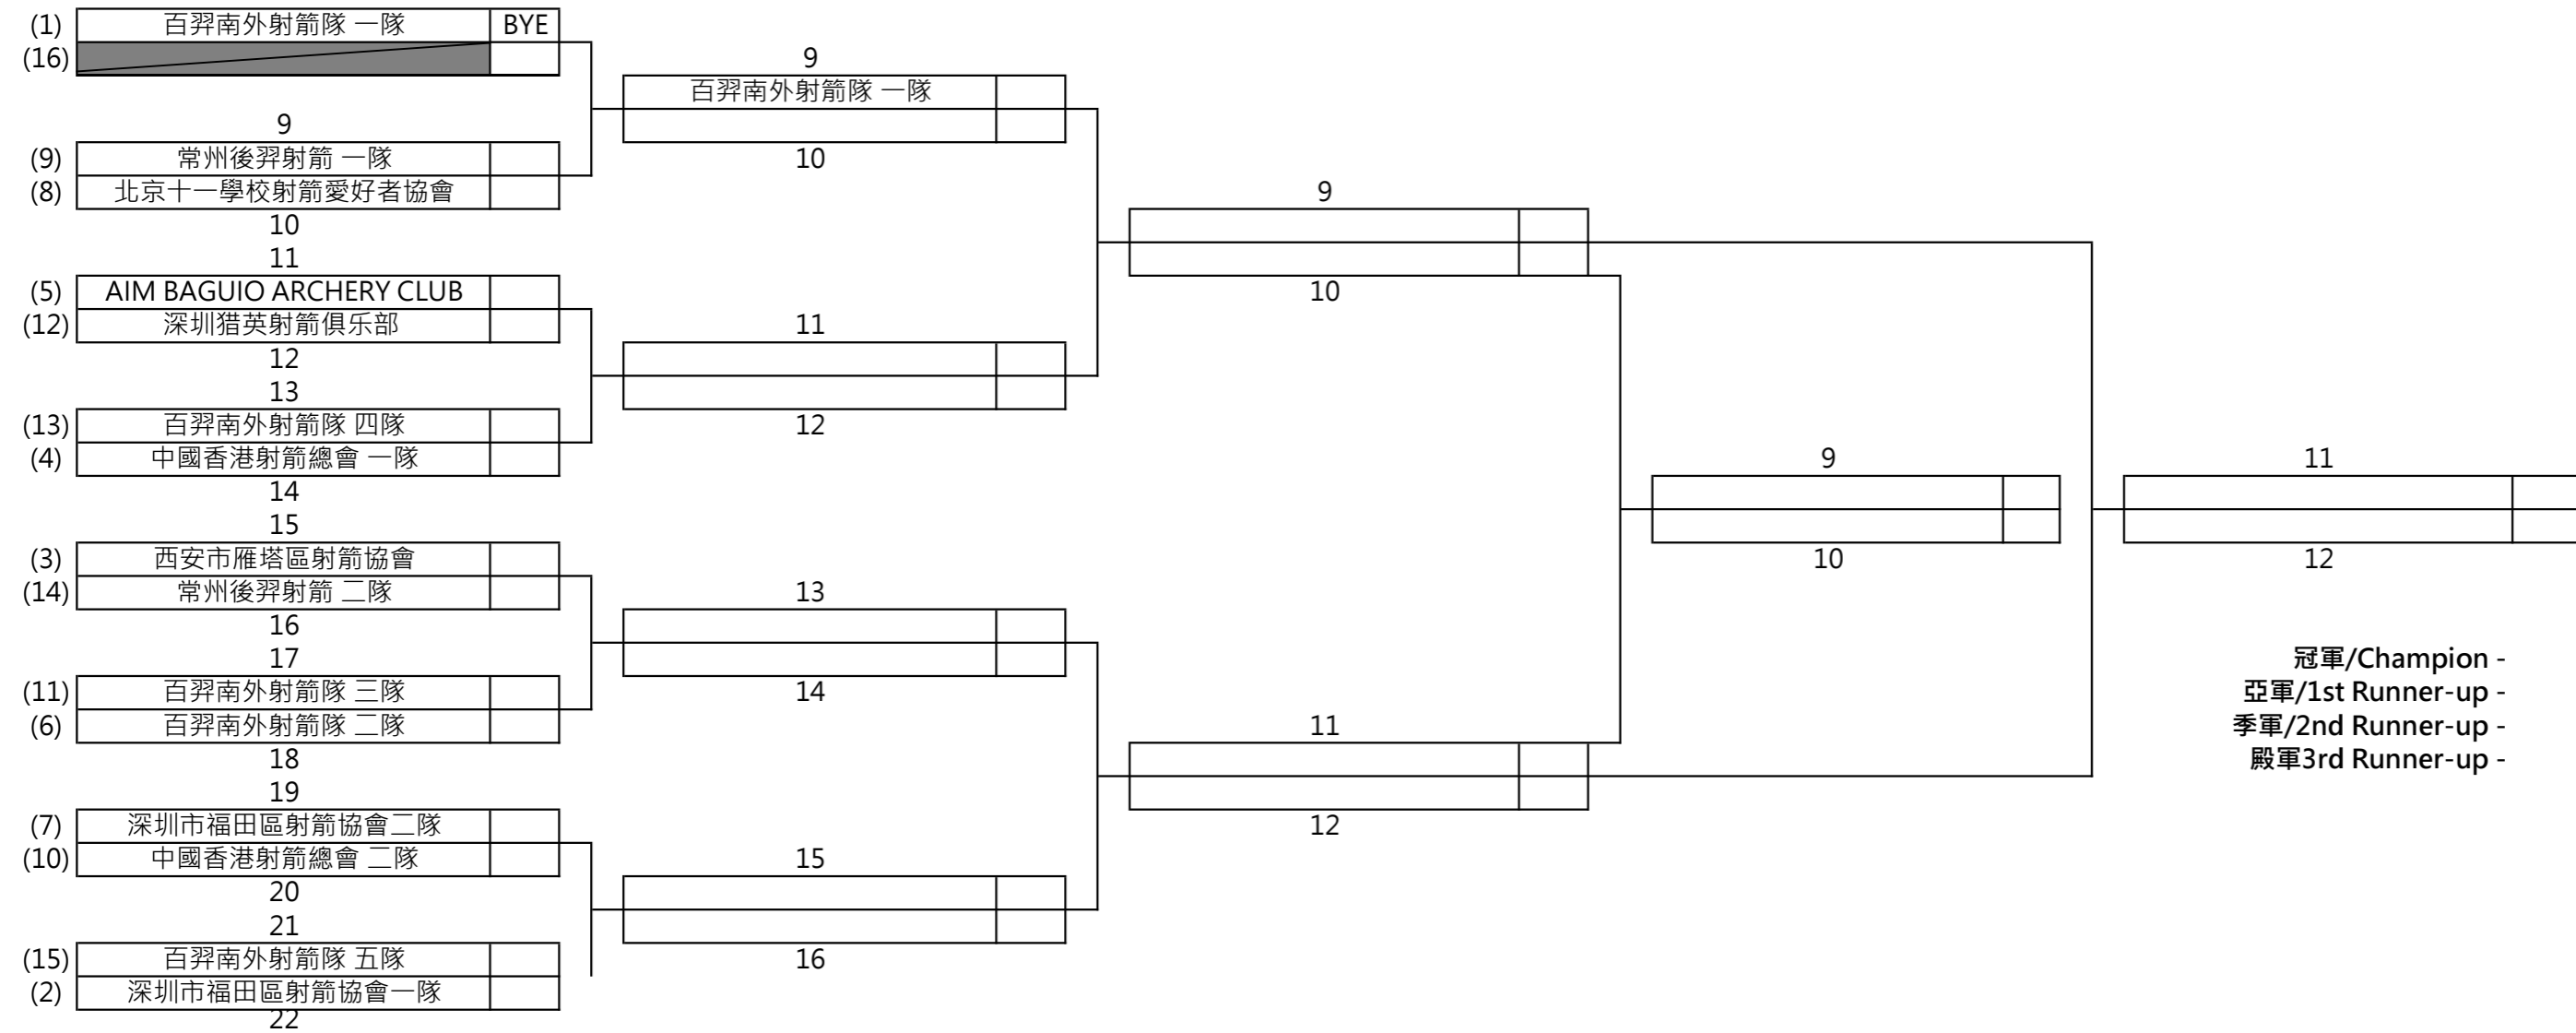 (1) 百羿南外射箭隊 一隊 BYE
(16)
9
(9) 常州後羿射箭 一隊
(8) 北京十一學校射箭愛好者協會
10
11
(5) AIM BAGUIO ARCHERY CLUB
(12) 深圳猎英射箭俱乐部
12
13
(13) 百羿南外射箭隊 四隊
(4) 中國香港射箭總會 一隊
14
15
(3) 西安市雁塔區射箭協會
(14) 常州後羿射箭 二隊
16
17
(11) 百羿南外射箭隊 三隊
(6) 百羿南外射箭隊 二隊
18
19
(7) 深圳市福田區射箭協會二隊
(10) 中國香港射箭總會 二隊
20
21
(15) 百羿南外射箭隊 五隊
(2) 深圳市福田區射箭協會一隊
22
9
百羿南外射箭隊 一隊
10
11
12
13
14
15
16
9
10
11
12
9
10
11
12
冠軍/Champion -
亞軍/1st Runner-up -
季軍/2nd Runner-up -
殿軍3rd Runner-up -